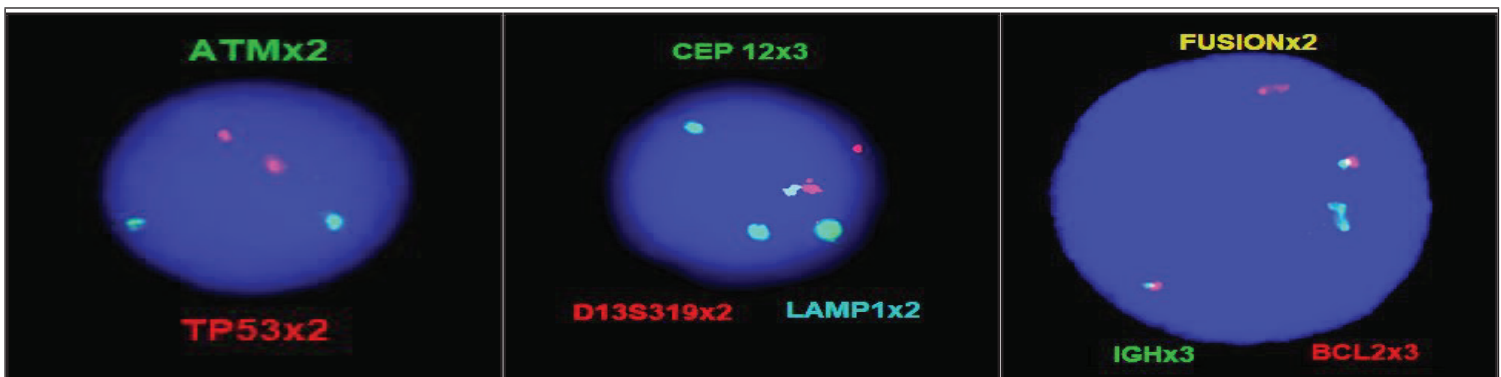 ATMx2
TP53x2
CEP 12x3
D13S319x2
LAMP1x2
FUSIONx2
IGHx3
BCL2x3